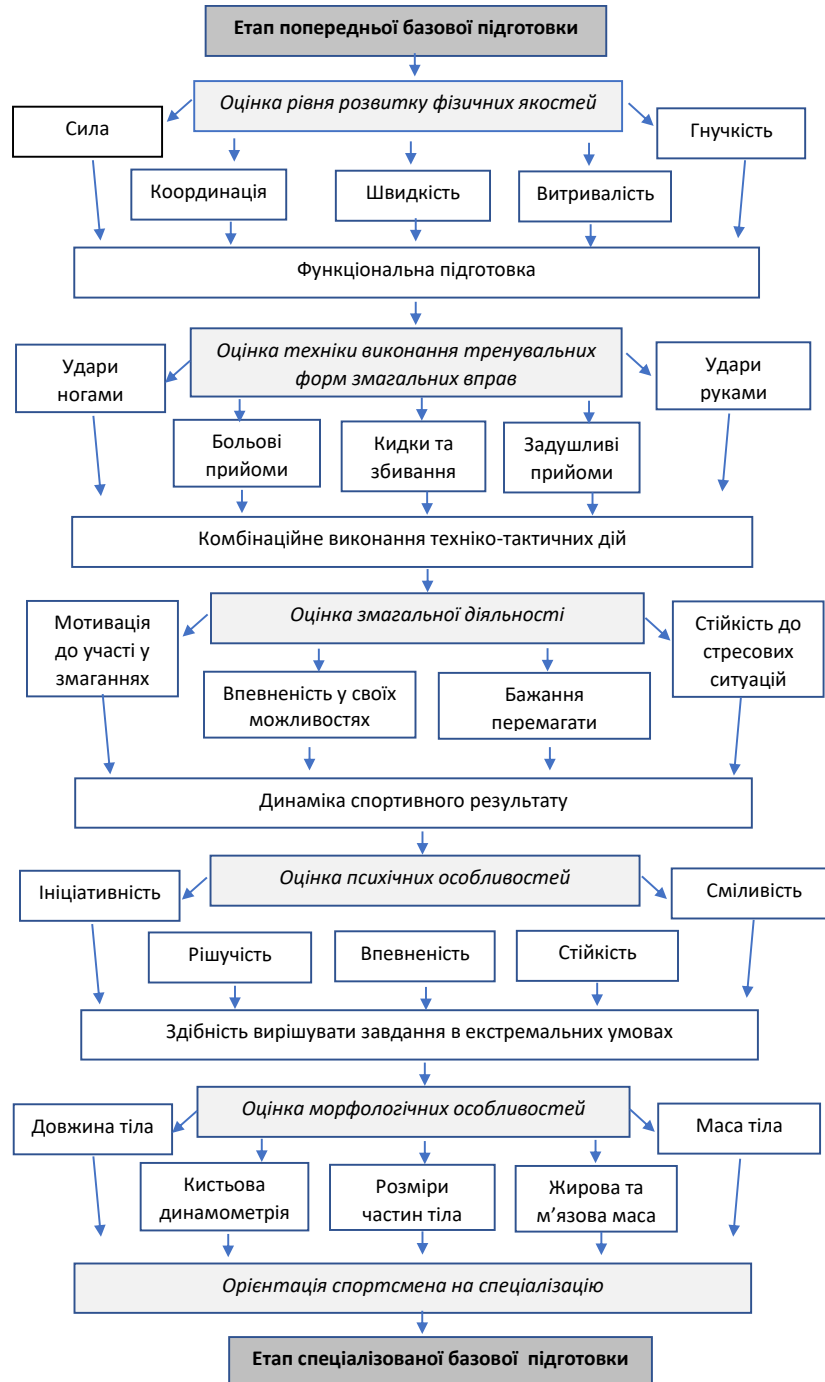 Етап попередньої базової підготовки
Оцінка рівня розвитку фізичних якостей
Сила
Гнучкість
Координація
Швидкість
Витривалість
Функціональна підготовка
Оцінка техніки виконання тренувальних
форм змагальних вправ
Удари
ногами
Удари
руками
Больові
прийоми
Кидки та
збивання
Задушливі
прийоми
Комбінаційне виконання техніко-тактичних дій
Оцінка змагальної діяльності
Мотивація
до участі у
змаганнях
Стійкість до
стресових
ситуацій
Впевненість у своїх
можливостях
Бажання
перемагати
Динаміка спортивного результату
Оцінка психічних особливостей
Ініціативність
Сміливість
Рішучість
Впевненість
Стійкість
Здібність вирішувати завдання в екстремальних умовах
Оцінка морфологічних особливостей
Довжина тіла
Маса тіла
Кистьова
динамометрія
Розміри
частин тіла
Жирова та
м’язова маса
Орієнтація спортсмена на спеціалізацію
Етап спеціалізованої базової підготовки